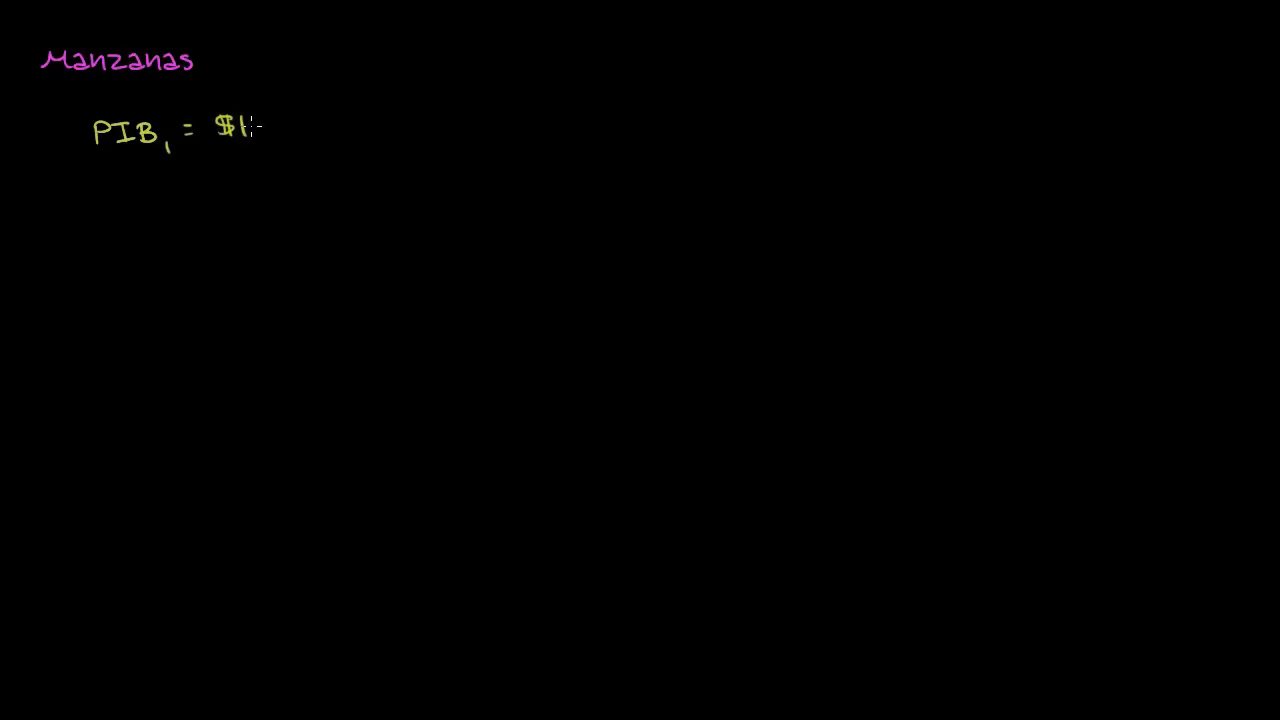 Manzanas
PIB₁ = $1